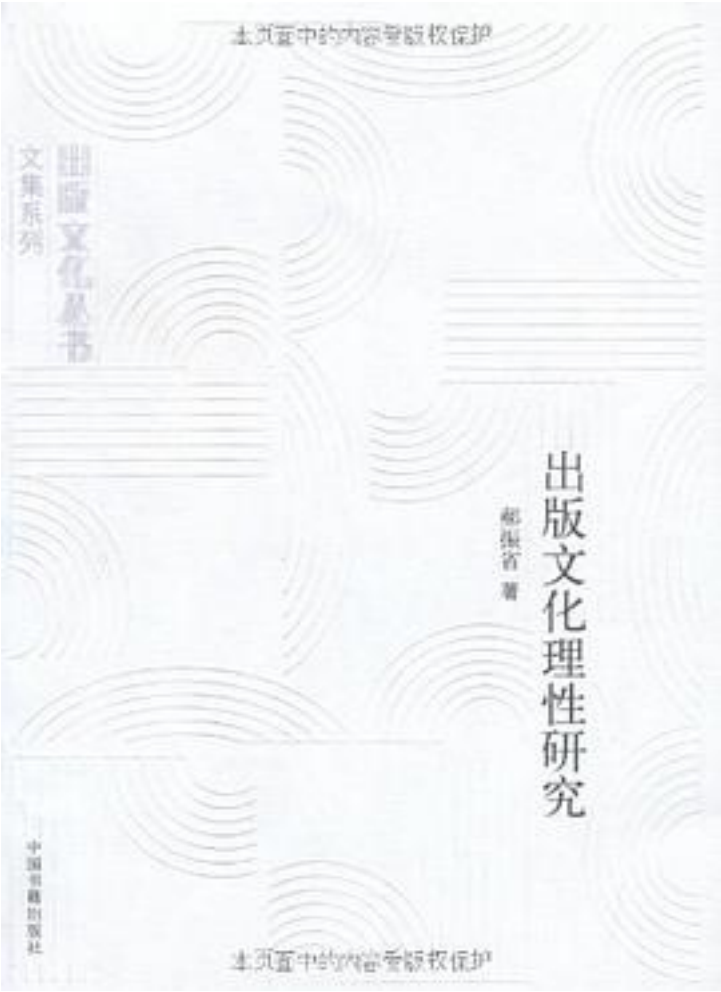 本页面中的内容受版权保护
出版文化丛书
文集系列
出版文化理性研究
郝振省 著
中国书籍出版社
本页面中的内容受版权保护